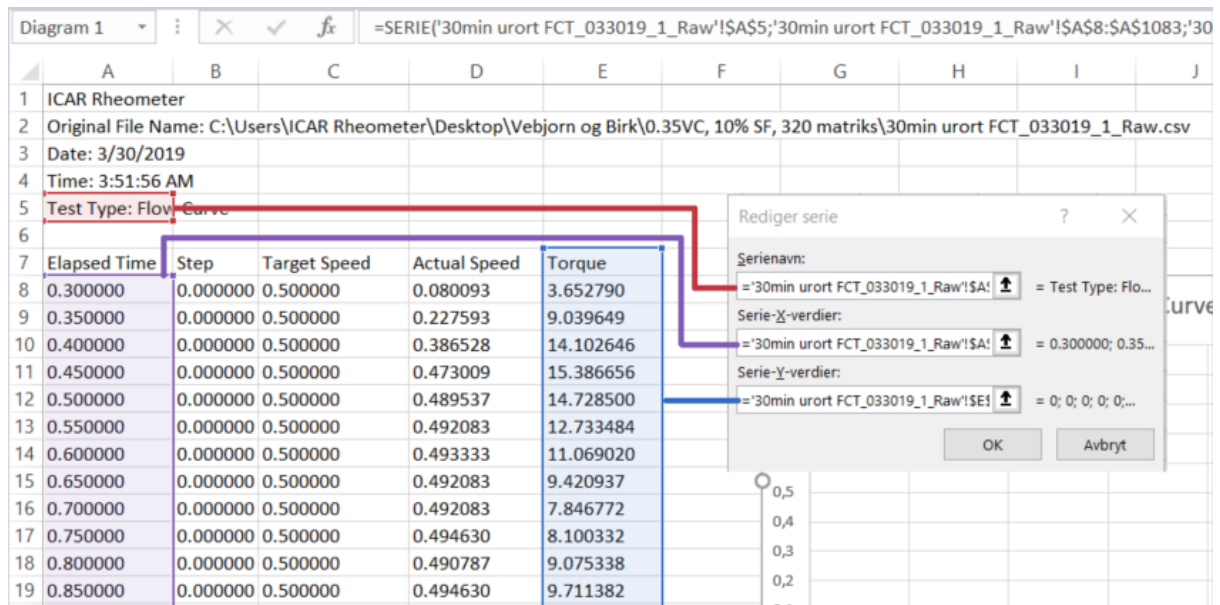 Diagram 1 fx =SERIE('30min urort FCT_033019_1_Raw'!$A$5;'30min urort FCT_033019_1_Raw'!$A$8:$A$1083;'30
A B C D E F G H I J
1 ICAR Rheometer
2 Original File Name: C:\Users\ICAR Rheometer\Desktop\Vebjorn og Birk\0.35VC, 10% SF, 320 matriks\30min urort FCT_033019_1_Raw.csv
3 Date: 3/30/2019
4 Time: 3:51:56 AM
5 Test Type: Flow Curve
6
7 Elapsed Time Step Target Speed Actual Speed Torque
8 0.300000 0.000000 0.500000 0.080093 3.652790
9 0.350000 0.000000 0.500000 0.227593 9.039649
10 0.400000 0.000000 0.500000 0.386528 14.102646
11 0.450000 0.000000 0.500000 0.473009 15.386656
12 0.500000 0.000000 0.500000 0.489537 14.728500
13 0.550000 0.000000 0.500000 0.492083 12.733484
14 0.600000 0.000000 0.500000 0.493333 11.069020
15 0.650000 0.000000 0.500000 0.492083 9.420937
16 0.700000 0.000000 0.500000 0.492083 7.846772
17 0.750000 0.000000 0.500000 0.494630 8.100332
18 0.800000 0.000000 0.500000 0.490787 9.075338
19 0.850000 0.000000 0.500000 0.494630 9.711382
Rediger serie ? ×
Serienavn:
='30min urort FCT_033019_1_Raw'!$A$ = Test Type: Flo...
Serie-X-verdier:
='30min urort FCT_033019_1_Raw'!$A$ = 0.300000; 0.35...
Serie-Y-verdier:
='30min urort FCT_033019_1_Raw'!$E$ = 0; 0; 0; 0; 0;...
OK Avbryt
Curve
0,5
0,4
0,3
0,2